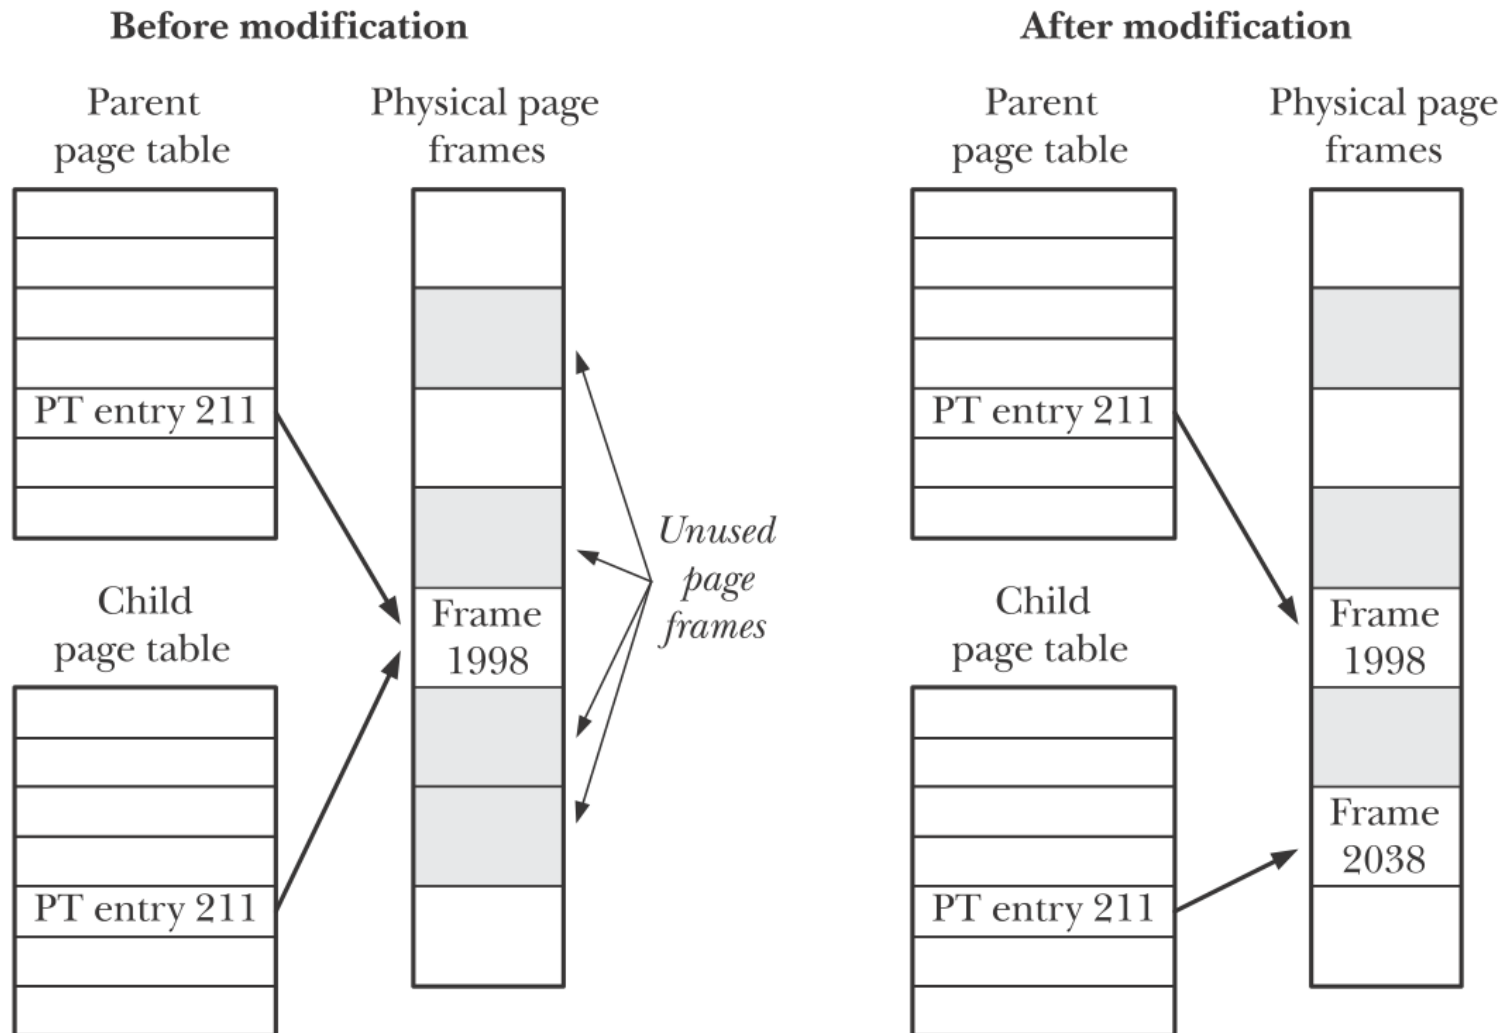 Before modification
Parent
page table
Physical page
frames
PT entry 211
Child
page table
PT entry 211
Frame
1998
Unused
page
frames
After modification
Parent
page table
Physical page
frames
PT entry 211
Child
page table
PT entry 211
Frame
1998
Frame
2038